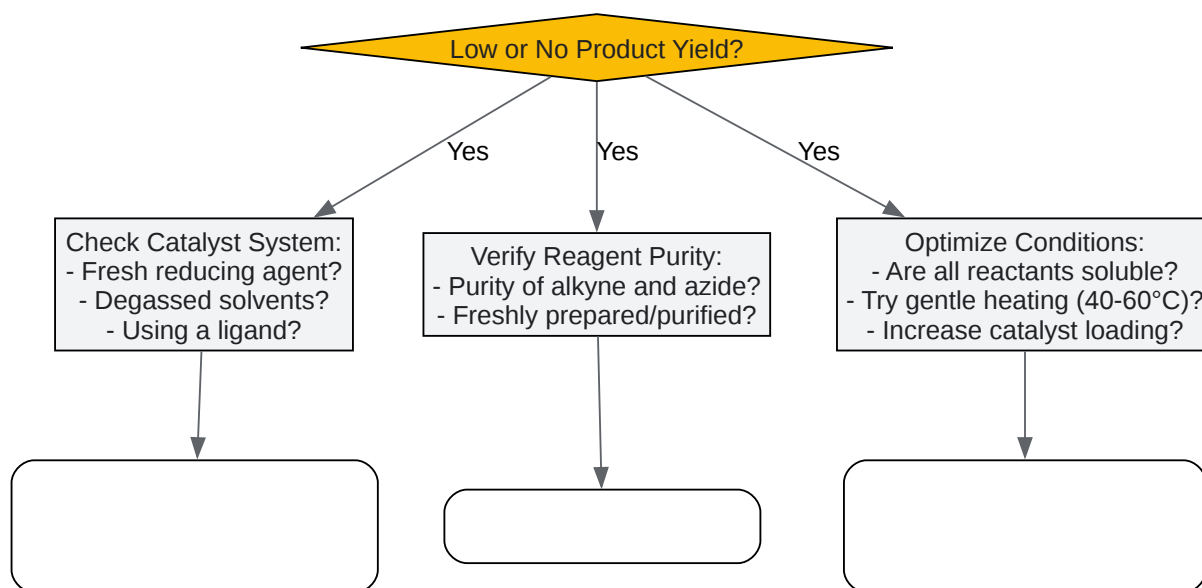 Low or No Product Yield?
Yes
Yes
Yes
Check Catalyst System:
- Fresh reducing agent?
- Degassed solvents?
- Using a ligand?
Verify Reagent Purity:
- Purity of alkyne and azide?
- Freshly prepared/purified?
Optimize Conditions:
- Are all reactants soluble?
- Try gentle heating (40-60°C)?
- Increase catalyst loading?